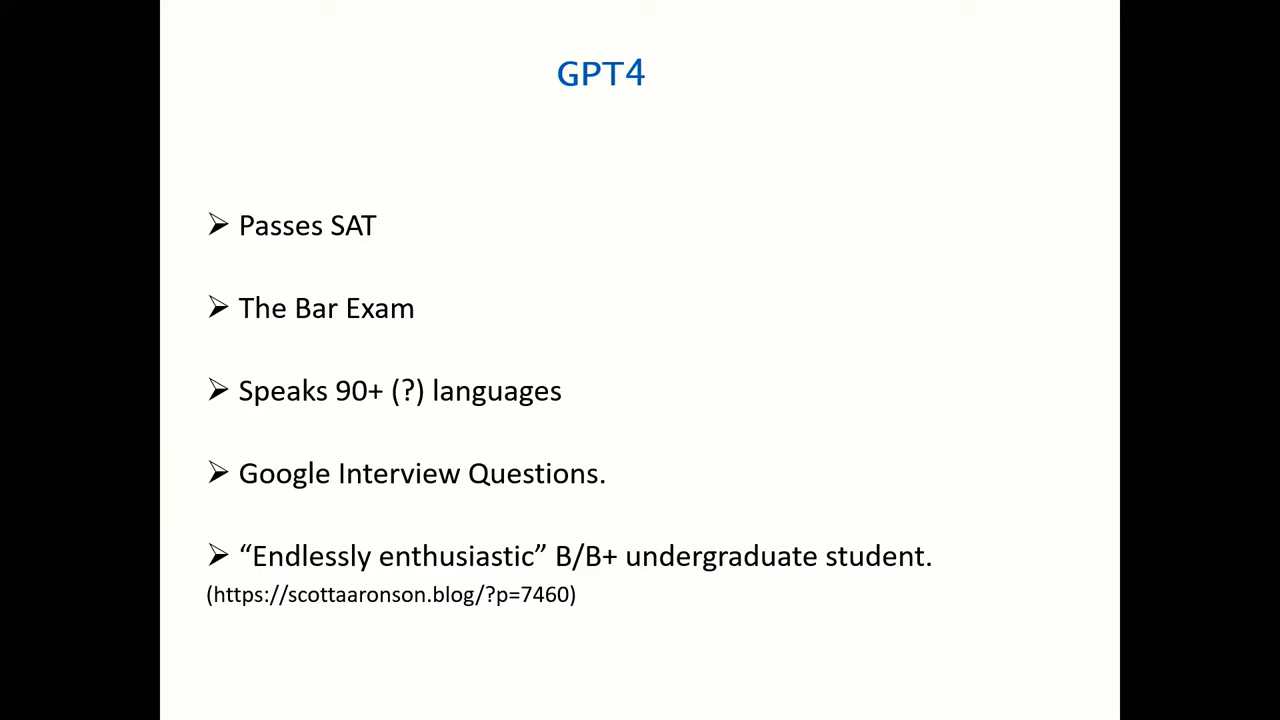 GPT4
➢ Passes SAT
➢ The Bar Exam
➢ Speaks 90+ (?) languages
➢ Google Interview Questions.
➢ “Endlessly enthusiastic” B/B+ undergraduate student.
(https://scottaaronson.blog/?p=7460)